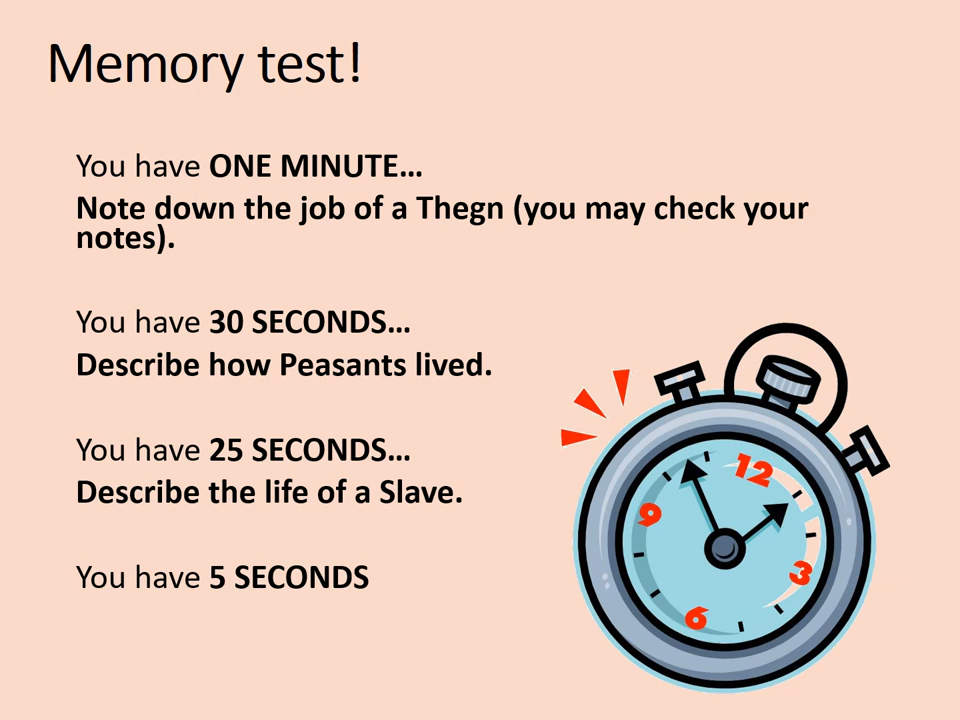 Memory test!
You have ONE MINUTE…
Note down the job of a Thegn (you may check your
notes).
You have 30 SECONDS…
Describe how Peasants lived.
You have 25 SECONDS…
Describe the life of a Slave.
You have 5 SECONDS
12
9
3
6